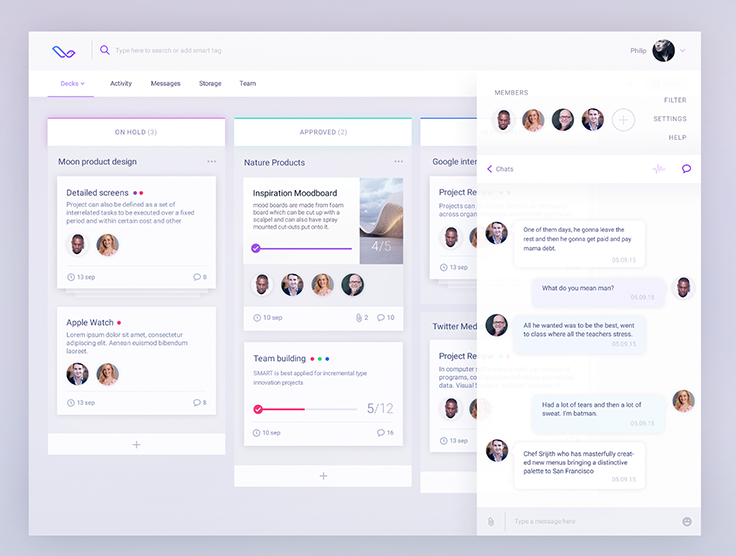 Type here to search or add smart tag
Philip
Decks
Activity
Messages
Storage
Team
MEMBERS
FILTER
SETTINGS
HELP
ON HOLD (3)
Moon product design
Detailed screens
Project can also be defined as a set of
interrelated tasks to be executed over a fixed
period and within certain cost and other
13 sep
8
Apple Watch
Lorem ipsum dolor sit amet, consectetur
adipiscing elit. Aenean euismod bibendum
laoreet.
13 sep
8
APPROVED (2)
Nature Products
Inspiration Moodboard
mood boards are made from foam
board which can be cut up with a
scalpel and can also have spray
mounted cut-outs put onto it.
4/5
13 sep
2
10
Team building
SMART is best applied for incremental type
innovation projects
5/12
10 sep
16
Google inter
Project Re
Projects can
across organ
13 sep
Twitter Med
Project Re
In computer
programs, co
data. Visual S
13 sep
Chats
One of them days, he gonna leave the
rest and then he gonna get paid and pay
mama debt.
05.09.15
What do you mean man?
05.09.15
All he wanted was to be the best, went
to class where all the teachers stress.
05.09.15
Had a lot of tears and then a lot of
sweat. I'm batman.
05.09.15
Chef Srijith who has masterfully creat-
ed new menus bringing a distinctive
palette to San Francisco
05.09.15
Type a message here